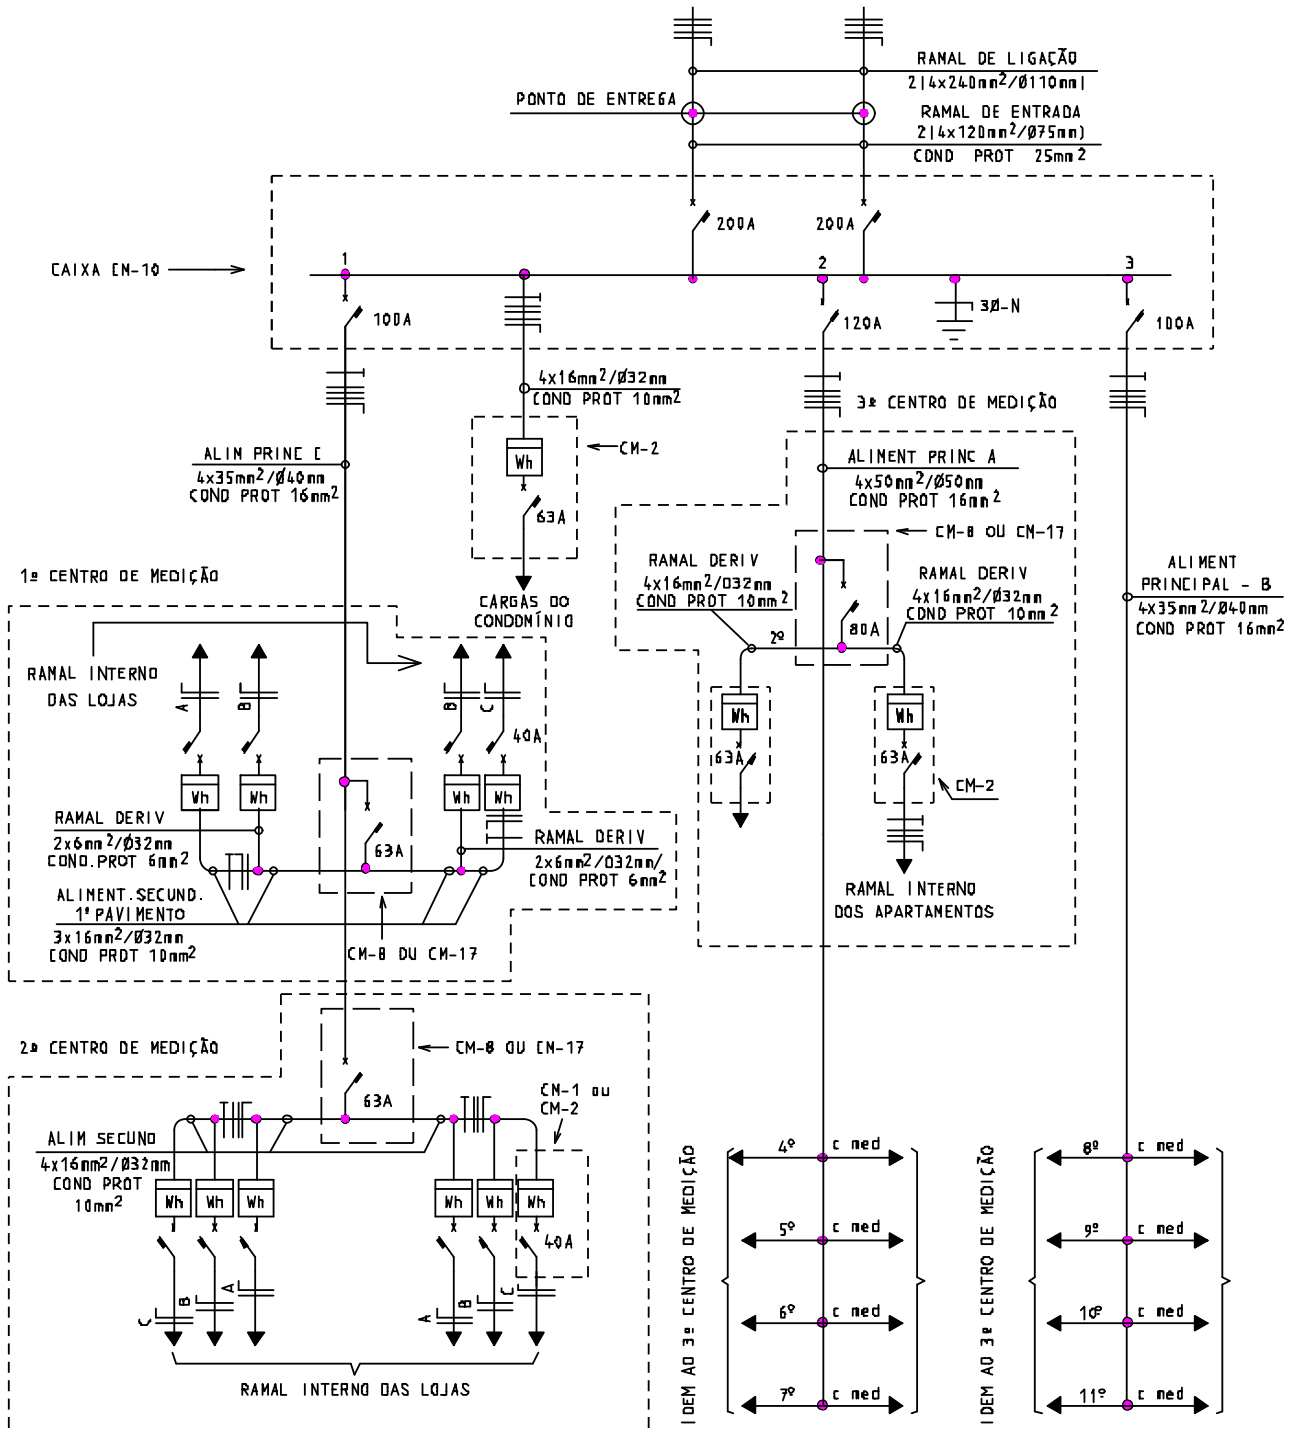 RAMAL DE LIGAÇÃO
2(4x240mm²/Ø110mm)
PONTO DE ENTREGA
RAMAL DE ENTRADA
2(4x120mm²/Ø75mm)
COND PROT 25mm²
200A
200A
CAIXA CM-10
1
2
3
100A
120A
3Ø-N
100A
4x16mm²/Ø32mm
COND PROT 10mm²
3º CENTRO DE MEDIÇÃO
CM-2
Wh
63A
ALIM PRINC C
4x35mm²/Ø40mm
COND PROT 16mm²
ALIMENT PRINC A
4x50mm²/Ø50mm
COND PROT 16mm²
CM-8 OU CM-17
RAMAL DERIV
4x16mm²/Ø32mm
COND PROT 10mm²
RAMAL DERIV
4x16mm²/Ø32mm
COND PROT 10mm²
ALIMENT
PRINCIPAL - B
4x35mm²/Ø40mm
COND PROT 16mm²
1º CENTRO DE MEDIÇÃO
CARGAS DO
CONDOMÍNIO
80A
2º
RAMAL INTERNO
DAS LOJAS
A
B
B
C
40A
Wh
Wh
63A
63A
CM-2
Wh
Wh
Wh
Wh
RAMAL DERIV
2x6mm²/Ø32mm
COND.PROT 6mm²
63A
RAMAL DERIV
2x6mm²/Ø32mm/
COND PROT 6mm²
ALIMENT.SECUND.
1º PAVIMENTO
3x16mm²/Ø32mm
COND PROT 10mm²
CM-8 OU CM-17
RAMAL INTERNO
DOS APARTAMENTOS
2º CENTRO DE MEDIÇÃO
CM-8 OU CM-17
63A
CM-1 ou
CM-2
ALIM SECUND
4x16mm²/Ø32mm
COND PROT
10mm²
Wh
Wh
Wh
Wh
Wh
Wh
40A
C
B
A
A
B
C
RAMAL INTERNO DAS LOJAS
IDEM AO 3º CENTRO DE MEDIÇÃO
4º c med
5º c med
6º c med
7º c med
IDEM AO 3º CENTRO DE MEDIÇÃO
8º c med
9º c med
10º c med
11º c med